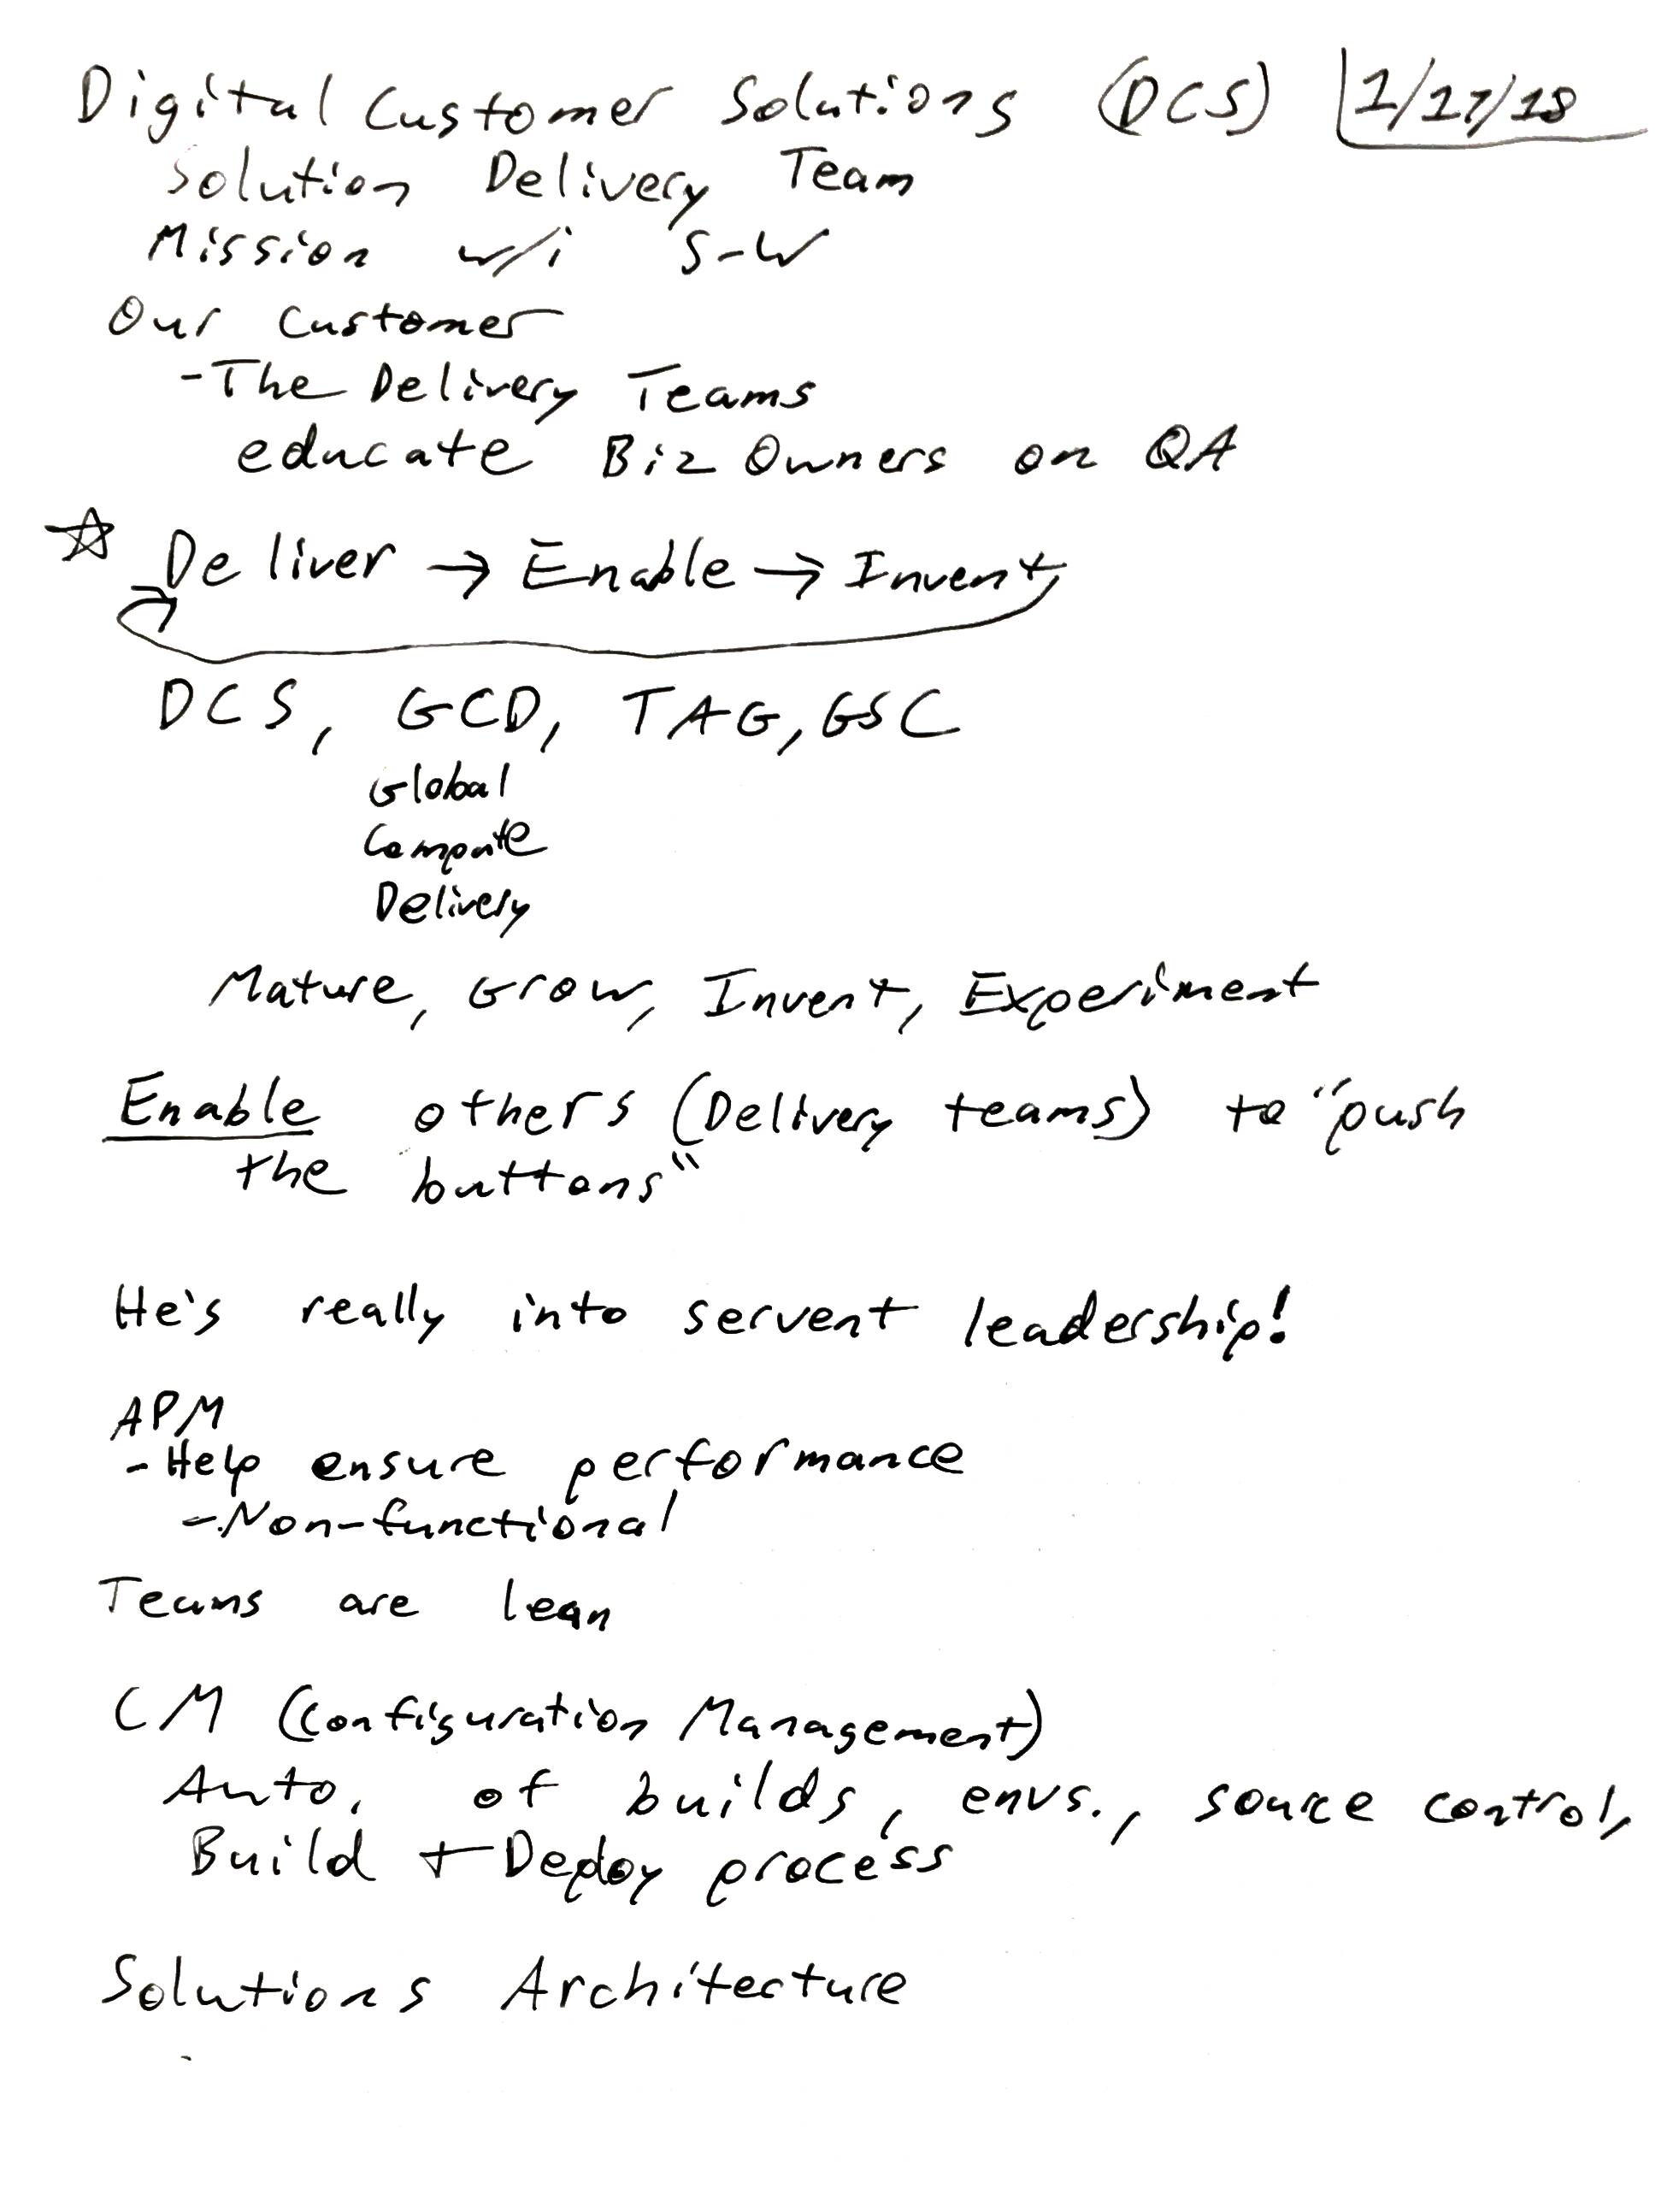 Digital Customer Solutions (DCS) 1/17/18
Solution Delivery Team
Mission w/i S-W
Our Customer
-The Delivery Teams
educate Biz Owners on QA
☆ Deliver → Enable → Invent
DCS, GCD, TAG, GSC
Global
Compute
Delivery
Mature, Grow, Invent, Experiment
Enable others (Delivery teams) to "push
the buttons"
He's really into servent leadership!
APM
-Help ensure performance
-Non-functional
Teams are lean
CM (Configuration Management)
Auto. of builds, envs., source control,
Build + Deploy process
Solutions Architecture
-